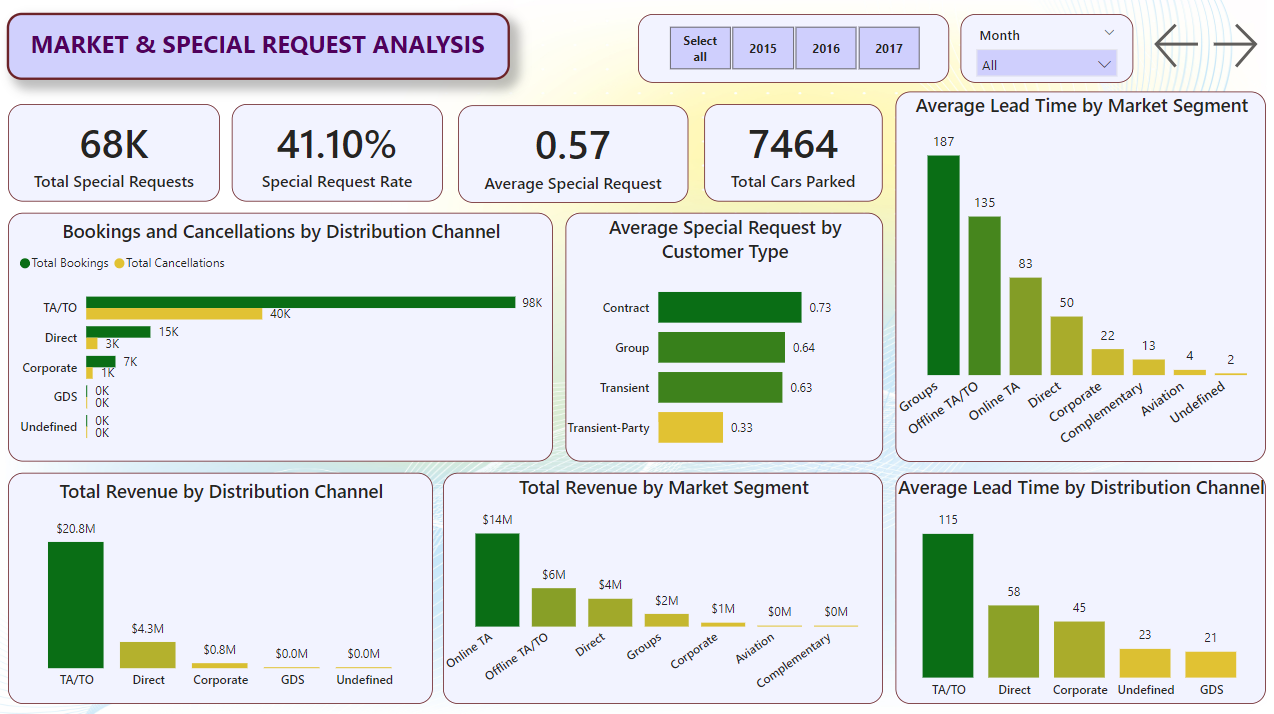 MARKET & SPECIAL REQUEST ANALYSIS
Select
all
2015
2016
2017
Month
All
68K
Total Special Requests
41.10%
Special Request Rate
0.57
Average Special Request
7464
Total Cars Parked
Average Lead Time by Market Segment
187
135
83
50
22
13
4
2
Groups
Offline TA/TO
Online TA
Direct
Corporate
Complementary
Aviation
Undefined
Bookings and Cancellations by Distribution Channel
Total Bookings
Total Cancellations
TA/TO
98K
40K
Direct
15K
3K
Corporate
7K
1K
GDS
0K
0K
Undefined
0K
0K
Average Special Request by
Customer Type
Contract
0.73
Group
0.64
Transient
0.63
Transient-Party
0.33
Total Revenue by Distribution Channel
$20.8M
$4.3M
$0.8M
$0.0M
$0.0M
TA/TO
Direct
Corporate
GDS
Undefined
Total Revenue by Market Segment
$14M
$6M
$4M
$2M
$1M
$0M
$0M
Online TA
Offline TA/TO
Direct
Groups
Corporate
Aviation
Complementary
Average Lead Time by Distribution Channel
115
58
45
23
21
TA/TO
Direct
Corporate
Undefined
GDS